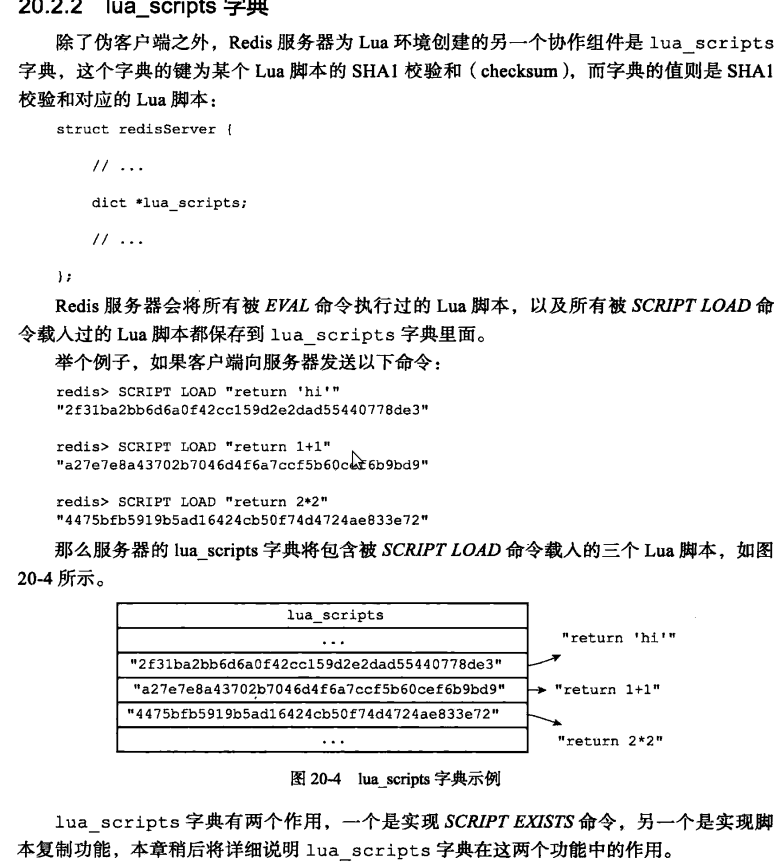 20.2.2 lua_scripts 字典
除了伪客户端之外，Redis 服务器为 Lua 环境创建的另一个协作组件是 lua_scripts
字典，这个字典的键为某个 Lua 脚本的 SHA1 校验和（checksum），而字典的值则是 SHA1
校验和对应的 Lua 脚本：
struct redisServer {
// ...
dict *lua_scripts;
// ...
};
Redis 服务器会将所有被 EVAL 命令执行过的 Lua 脚本，以及所有被 SCRIPT LOAD 命
令载入过的 Lua 脚本都保存到 lua_scripts 字典里面。
举个例子，如果客户端向服务器发送以下命令：
redis> SCRIPT LOAD "return 'hi'"
"2f31ba2bb6d6a0f42cc159d2e2dad55440778de3"
redis> SCRIPT LOAD "return 1+1"
"a27e7e8a43702b7046d4f6a7ccf5b60cef6b9bd9"
redis> SCRIPT LOAD "return 2*2"
"4475bfb5919b5ad16424cb50f74d4724ae833e72"
那么服务器的 lua_scripts 字典将包含被 SCRIPT LOAD 命令载入的三个 Lua 脚本，如图
20-4 所示。
lua_scripts
...
"return 'hi'"
"2f31ba2bb6d6a0f42cc159d2e2dad55440778de3"
"a27e7e8a43702b7046d4f6a7ccf5b60cef6b9bd9"
"return 1+1"
"4475bfb5919b5ad16424cb50f74d4724ae833e72"
...
"return 2*2"
图 20-4 lua_scripts 字典示例
lua_scripts 字典有两个作用，一个是实现 SCRIPT EXISTS 命令，另一个是实现脚
本复制功能，本章稍后将详细说明 lua_scripts 字典在这两个功能中的作用。